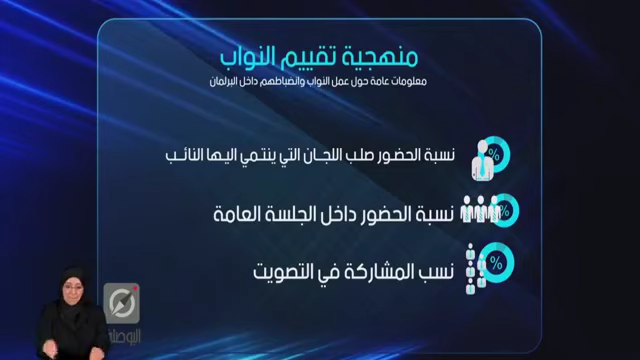 منهجية تقييم النواب
معلومات عامة حول عمل النواب وانضباطهم داخل البرلمان
نسبة الحضور صلب اللجان التي ينتمي اليها النائب
%
نسبة الحضور داخل الجلسة العامة
%
نسب المشاركة في التصويت
%
البوصلة